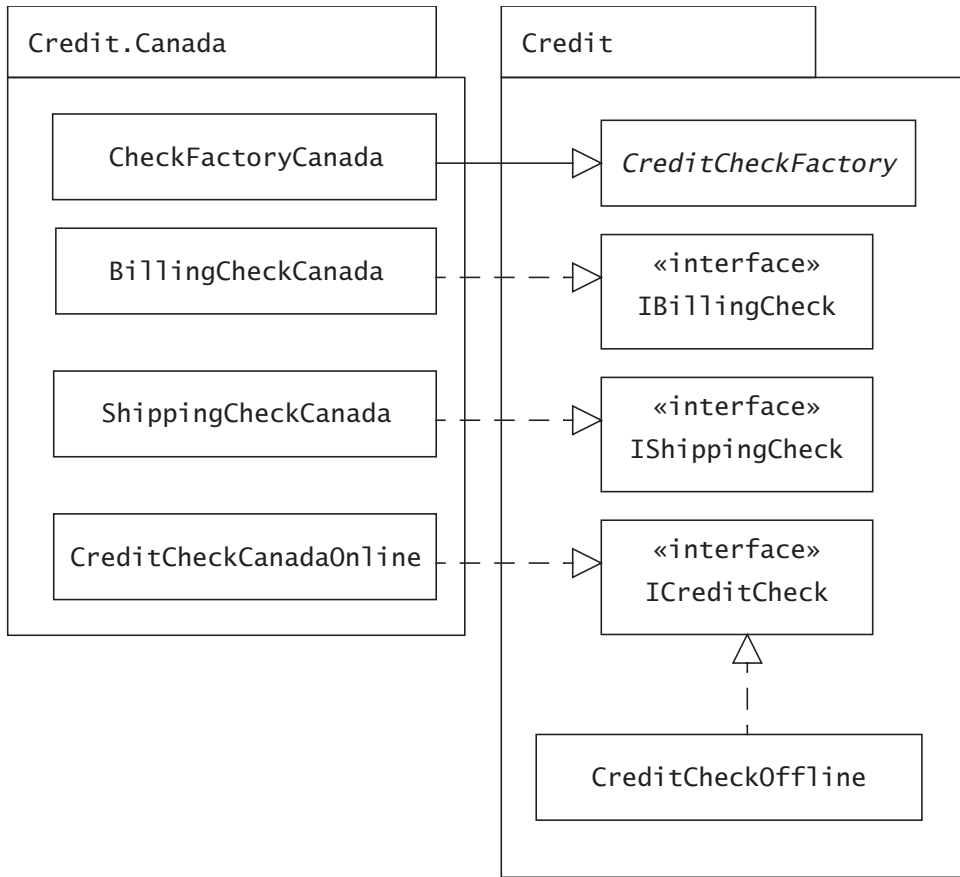 Credit.Canada
CheckFactoryCanada
BillingCheckCanada
ShippingCheckCanada
CreditCheckCanadaOnline
Credit
CreditCheckFactory
«interface»
IBillingCheck
«interface»
IShippingCheck
«interface»
ICreditCheck
CreditCheckOffline